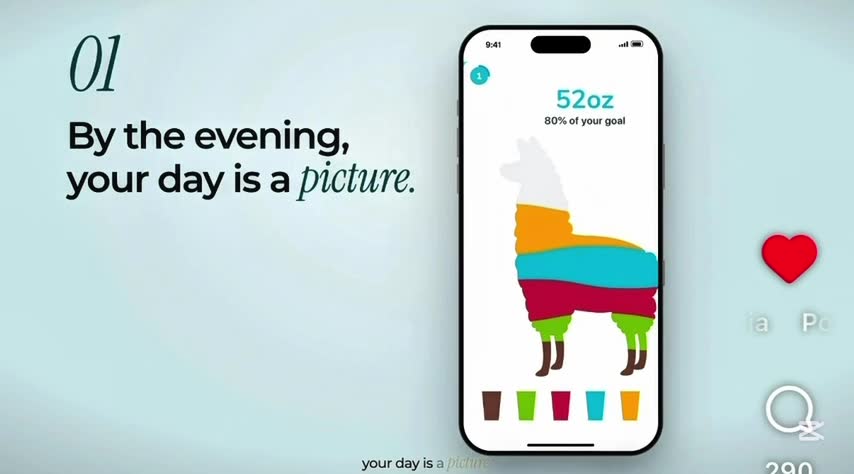 01
By the evening,
your day is a picture.
9:41
1
52oz
80% of your goal
your day is a picture
ia Po
290